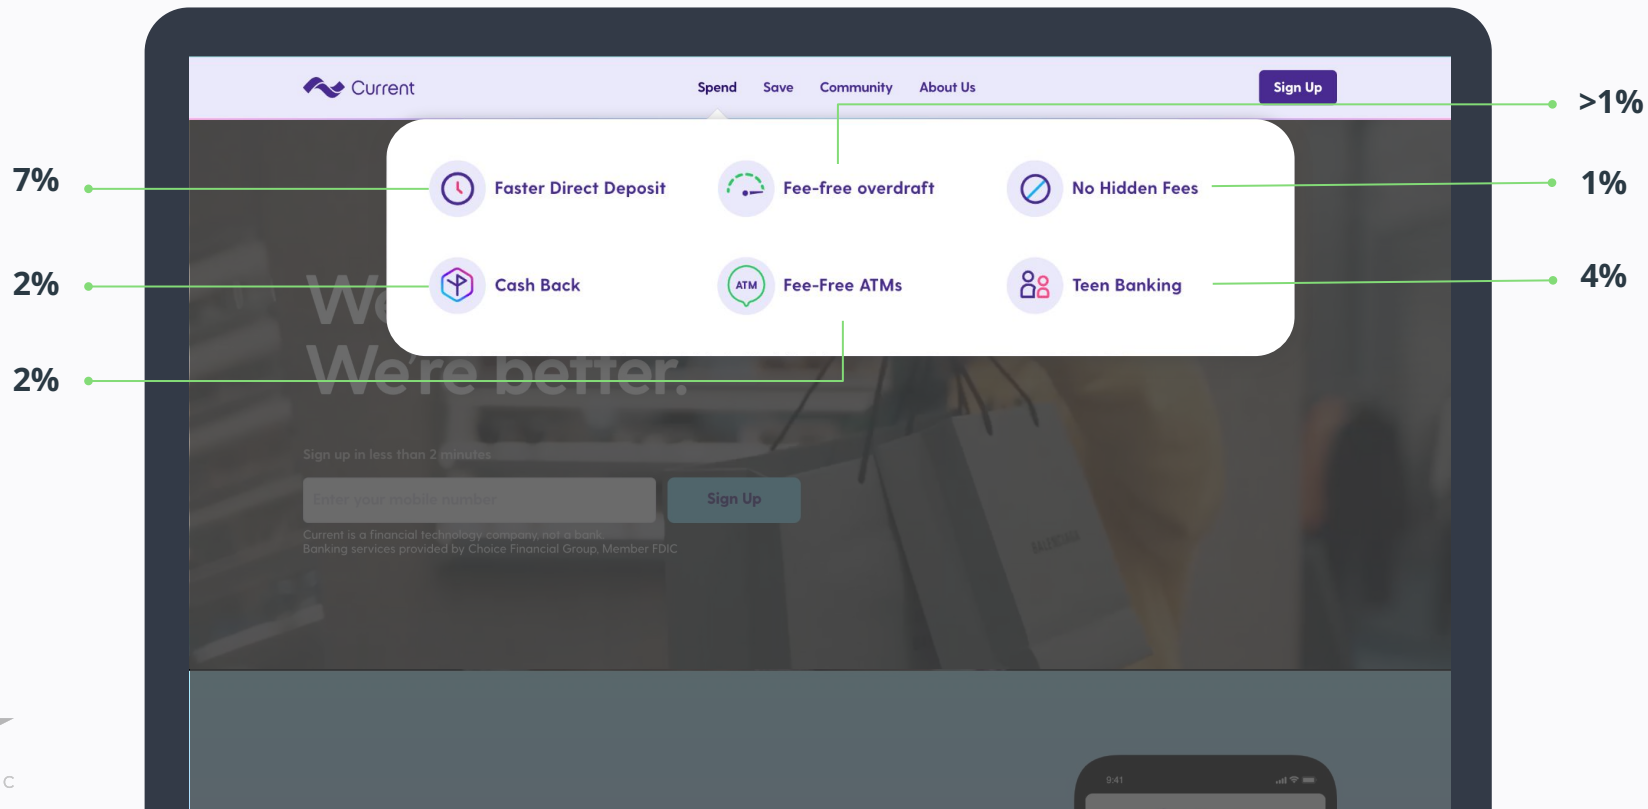 Current
Spend Save Community About Us
Sign Up
>1%
7%
Faster Direct Deposit
Fee-free overdraft
No Hidden Fees
1%
2%
Cash Back
ATM
Fee-Free ATMs
Teen Banking
4%
We
2%
We're better.
Sign up in less than 2 minutes
Enter your mobile number
Sign Up
Current is a financial technology company, not a bank.
Banking services provided by Choice Financial Group, Member FDIC
BALENCIAGA
9:41
C